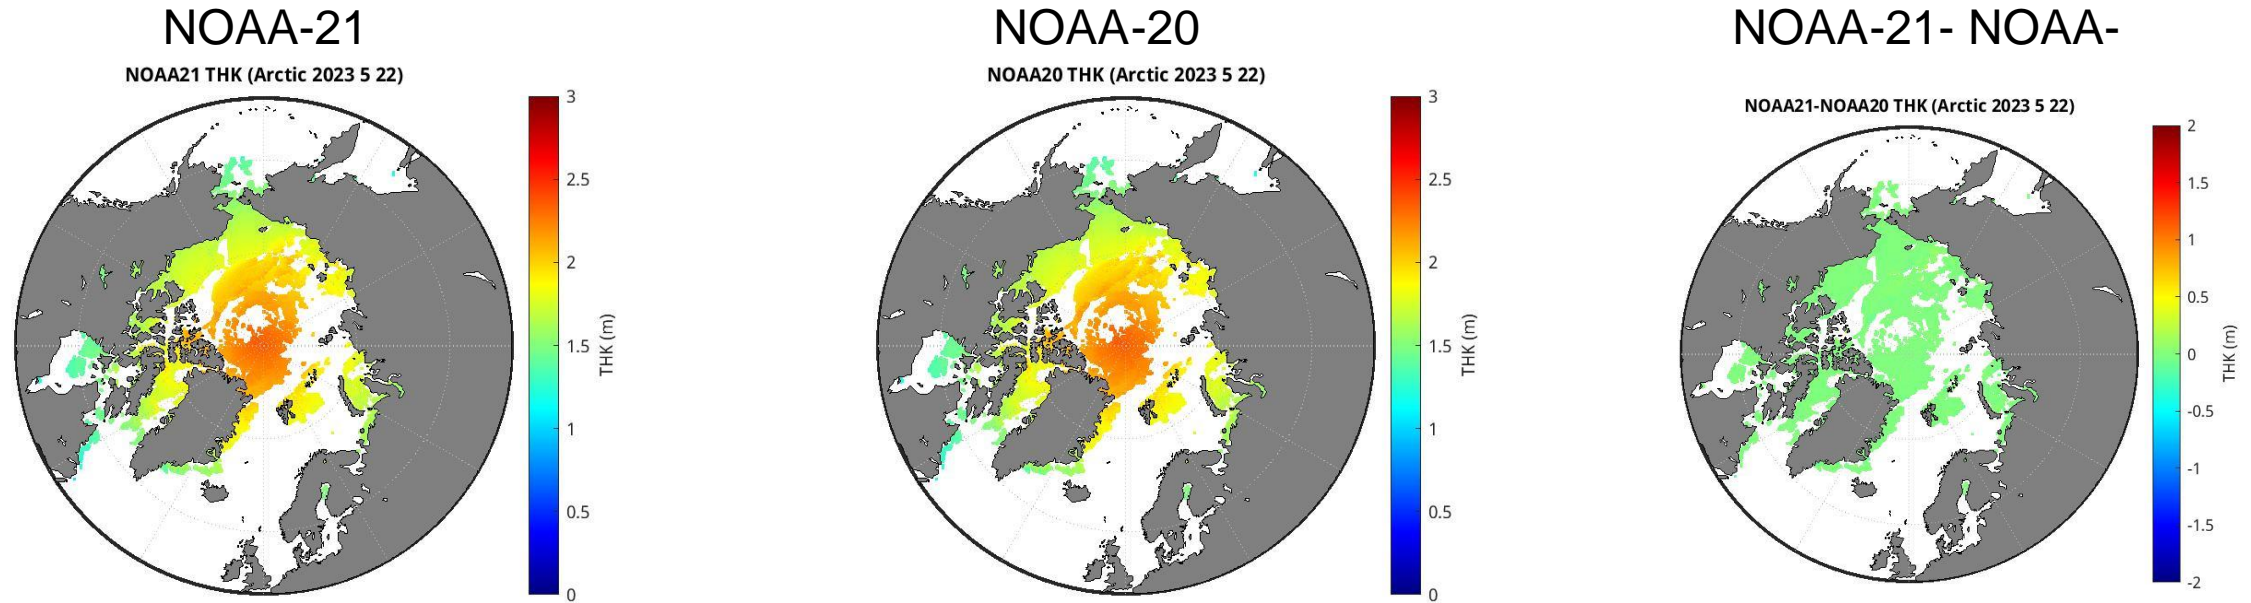 NOAA-21
NOAA21 THK (Arctic 2023 5 22)
3
2.5
2
1.5
1
0.5
0
THK (m)
NOAA-20
NOAA20 THK (Arctic 2023 5 22)
3
2.5
2
1.5
1
0.5
0
THK (m)
NOAA-21- NOAA-
NOAA21-NOAA20 THK (Arctic 2023 5 22)
2
1.5
1
0.5
0
-0.5
-1
-1.5
-2
THK (m)